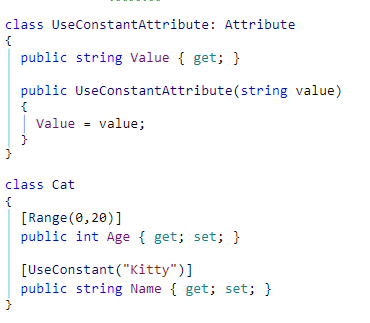 class UseConstantAttribute: Attribute
{
public string Value { get; }
public UseConstantAttribute(string value)
{
Value = value;
}
}
class Cat
{
[Range(0,20)]
public int Age { get; set; }
[UseConstant("Kitty")]
public string Name { get; set; }
}